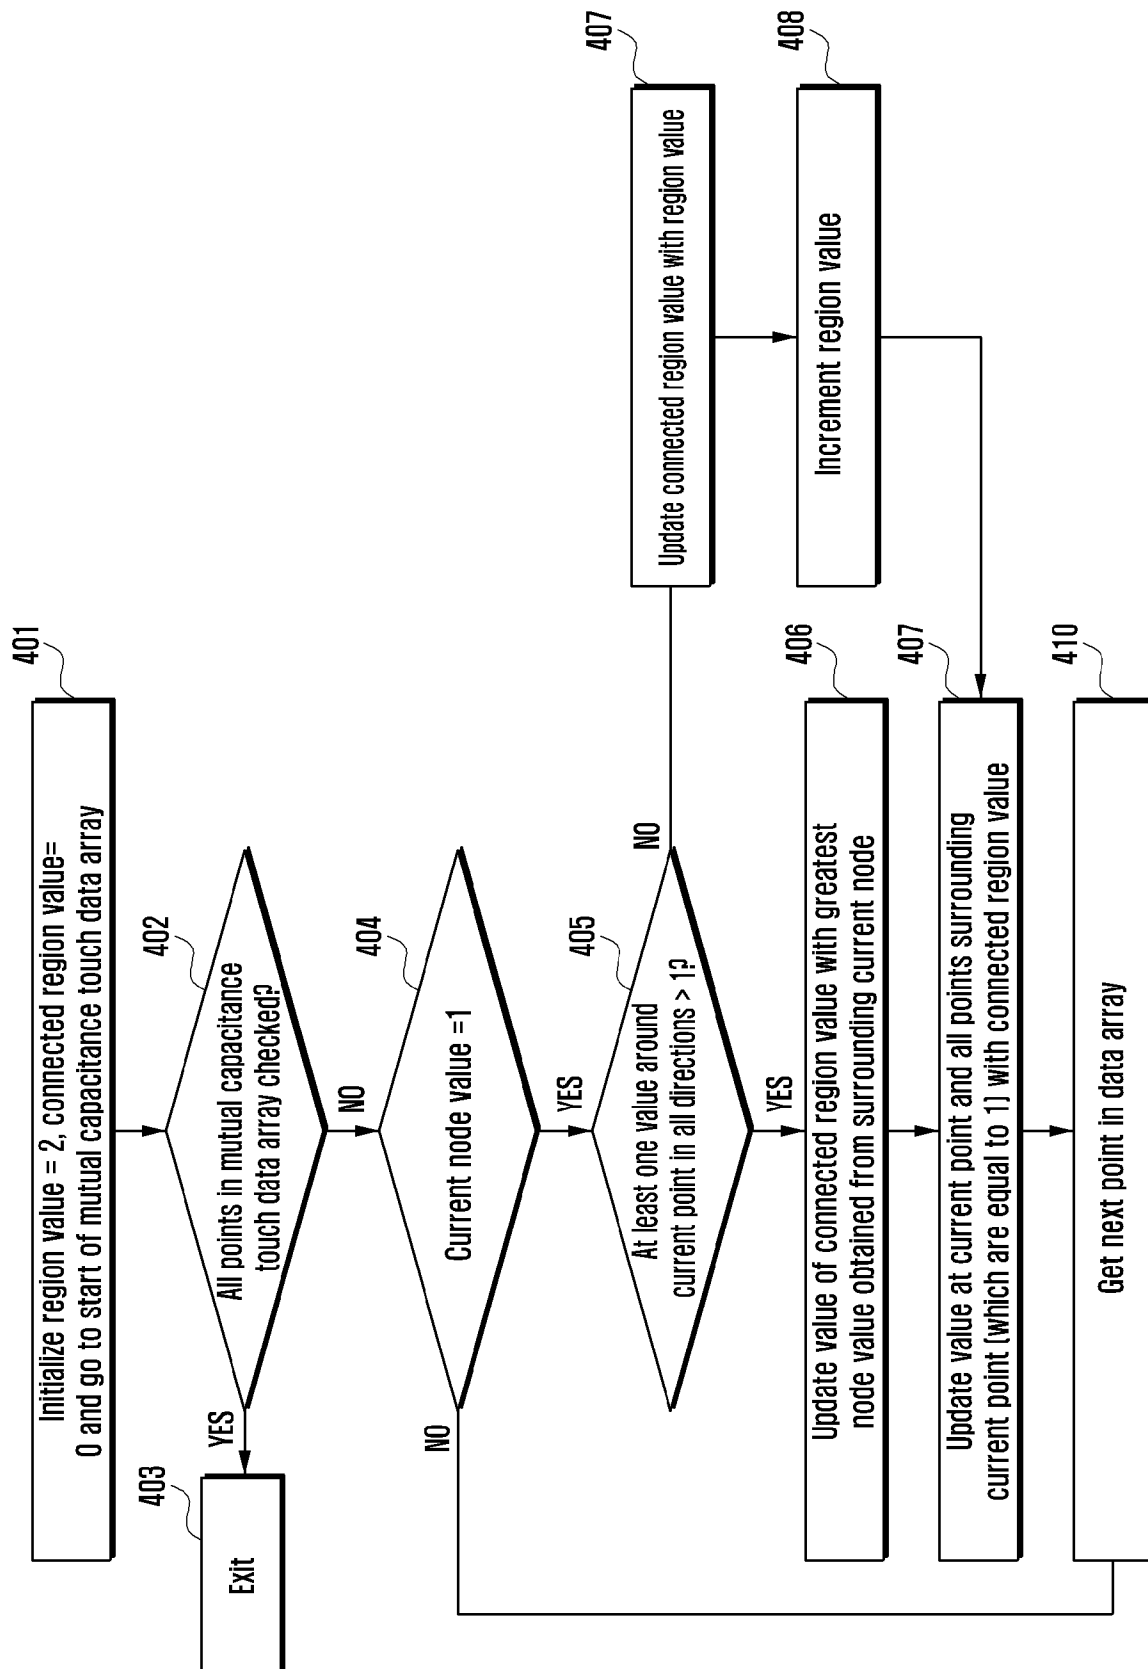 401
Initialize region value = 2, connected region value=
0 and go to start of mutual capacitance touch data array
402
All points in mutual capacitance
touch data array checked?
YES
403
Exit
NO
404
Current node value =1
NO
YES
405
At least one value around
current point in all directions > 1?
NO
407
Update connected region value with region value
408
Increment region value
YES
406
Update value of connected region value with greatest
node value obtained from surrounding current node
407
Update value at current point and all points surrounding
current point (which are equal to 1) with connected region value
410
Get next point in data array